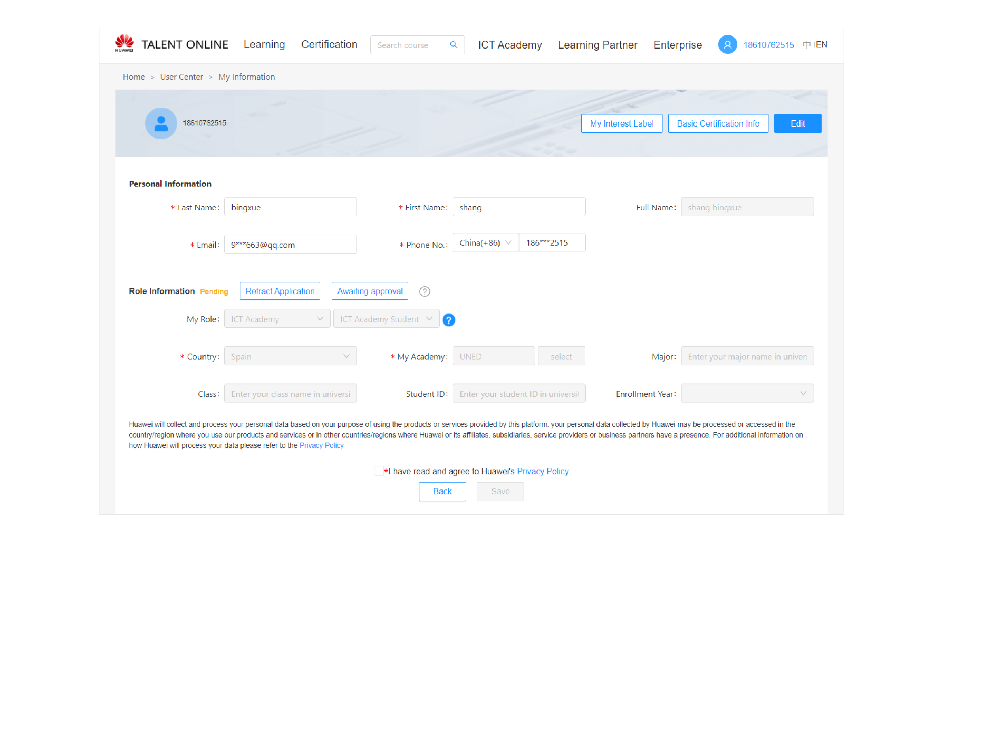 HUAWEI TALENT ONLINE Learning Certification Search course ICT Academy Learning Partner Enterprise 18610762515 中 | EN
Home > User Center > My Information
18610762515 My Interest Label Basic Certification Info Edit
Personal Information
* Last Name: bingxue * First Name: shang Full Name: shang bingxue
* Email: 9***663@qq.com * Phone No.: China(+86) 186***2515
Role Information Pending Retract Application Awaiting approval ?
My Role: ICT Academy ICT Academy Student ?
* Country: Spain * My Academy: UNED select Major: Enter your major name in univer
Class: Enter your class name in universi Student ID: Enter your student ID in universit Enrollment Year:
Huawei will collect and process your personal data based on your purpose of using the products or services provided by this platform. your personal data collected by Huawei may be processed or accessed in the
country/region where you use our products and services or in other countries/regions where Huawei or its affiliates, subsidiaries, service providers or business partners have a presence. For additional information on
how Huawei will process your data please refer to the Privacy Policy
*I have read and agree to Huawei's Privacy Policy
Back Save